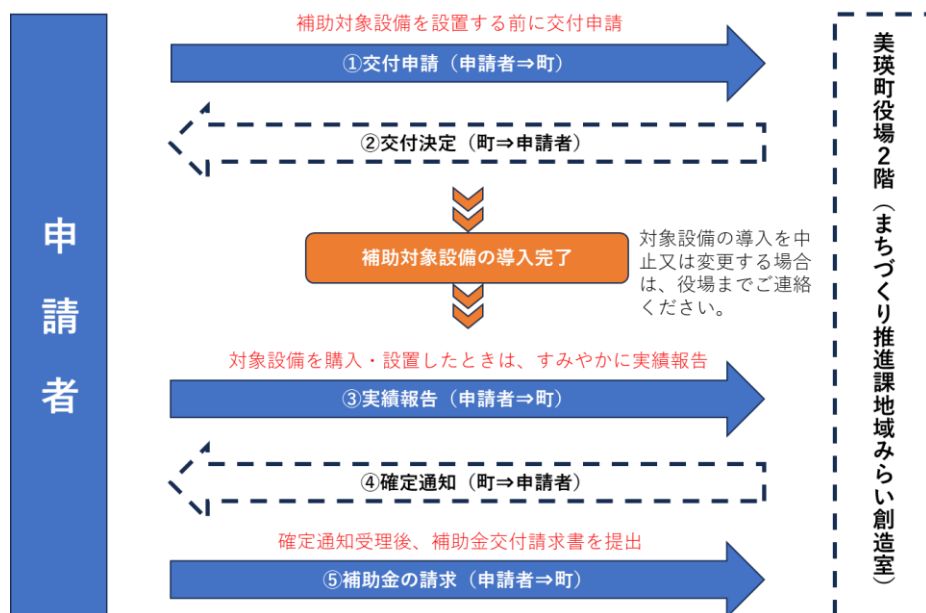 申請者
補助対象設備を設置する前に交付申請
①交付申請（申請者⇒町）
②交付決定（町⇒申請者）
補助対象設備の導入完了
対象設備の導入を中
止又は変更する場合
は、役場までご連絡
ください。
対象設備を購入・設置したときは、すみやかに実績報告
③実績報告（申請者⇒町）
④確定通知（町⇒申請者）
確定通知受理後、補助金交付請求書を提出
⑤補助金の請求（申請者⇒町）
美瑛町役場２階（まちづくり推進課地域みらい創造室）